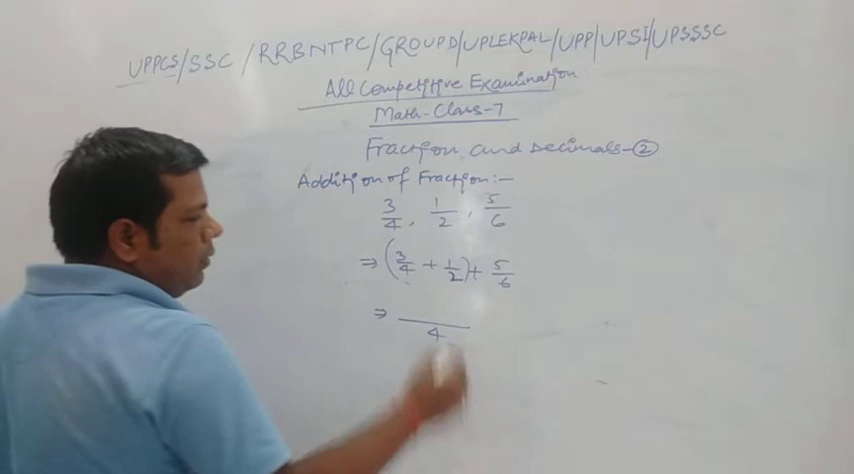 UPPCS/SSC/RRBNTPC/GROUPD/UPLEKPAL/UPP/UPSI/UPSSSC
All Competitive Examination
Math-Class-7
Fraction and Decimals-②
Addition of Fraction:-
3/4, 1/2, 5/6
⇒ (3/4 + 1/2) + 5/6
⇒ /4